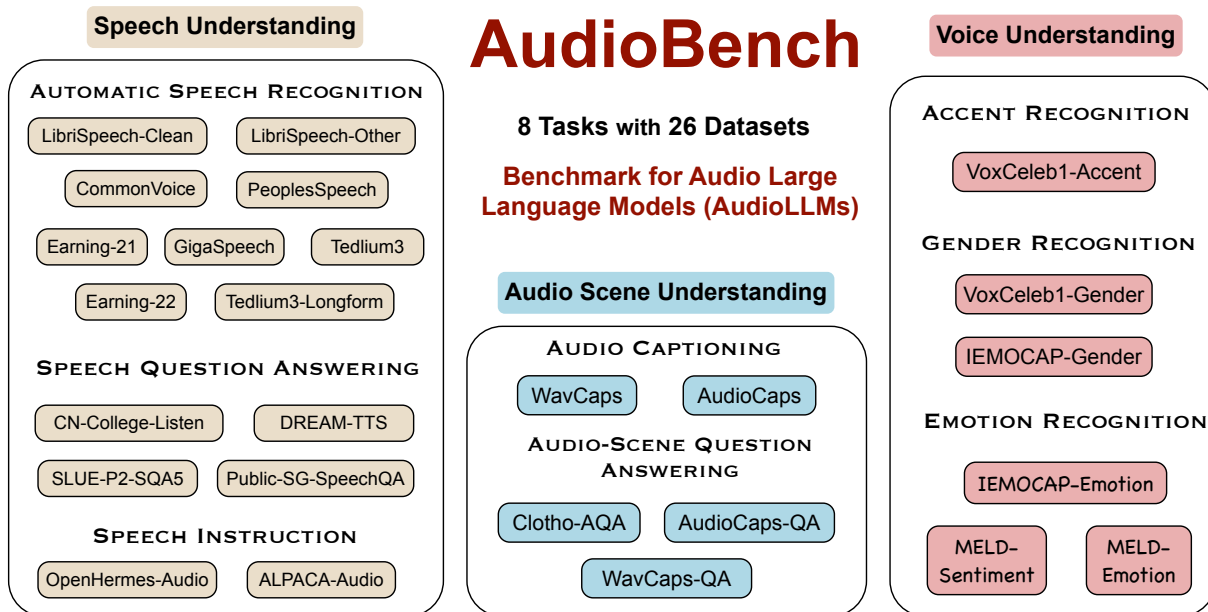 Speech Understanding
AUTOMATIC SPEECH RECOGNITION
LibriSpeech-Clean
LibriSpeech-Other
CommonVoice
PeoplesSpeech
Earning-21
GigaSpeech
Tedlium3
Earning-22
Tedlium3-Longform
SPEECH QUESTION ANSWERING
CN-College-Listen
DREAM-TTS
SLUE-P2-SQA5
Public-SG-SpeechQA
SPEECH INSTRUCTION
OpenHermes-Audio
ALPACA-Audio
AudioBench
8 Tasks with 26 Datasets
Benchmark for Audio Large
Language Models (AudioLLMs)
Audio Scene Understanding
AUDIO CAPTIONING
WavCaps
AudioCaps
AUDIO-SCENE QUESTION
ANSWERING
Clotho-AQA
AudioCaps-QA
WavCaps-QA
Voice Understanding
ACCENT RECOGNITION
VoxCeleb1-Accent
GENDER RECOGNITION
VoxCeleb1-Gender
IEMOCAP-Gender
EMOTION RECOGNITION
IEMOCAP-Emotion
MELD-
Sentiment
MELD-
Emotion